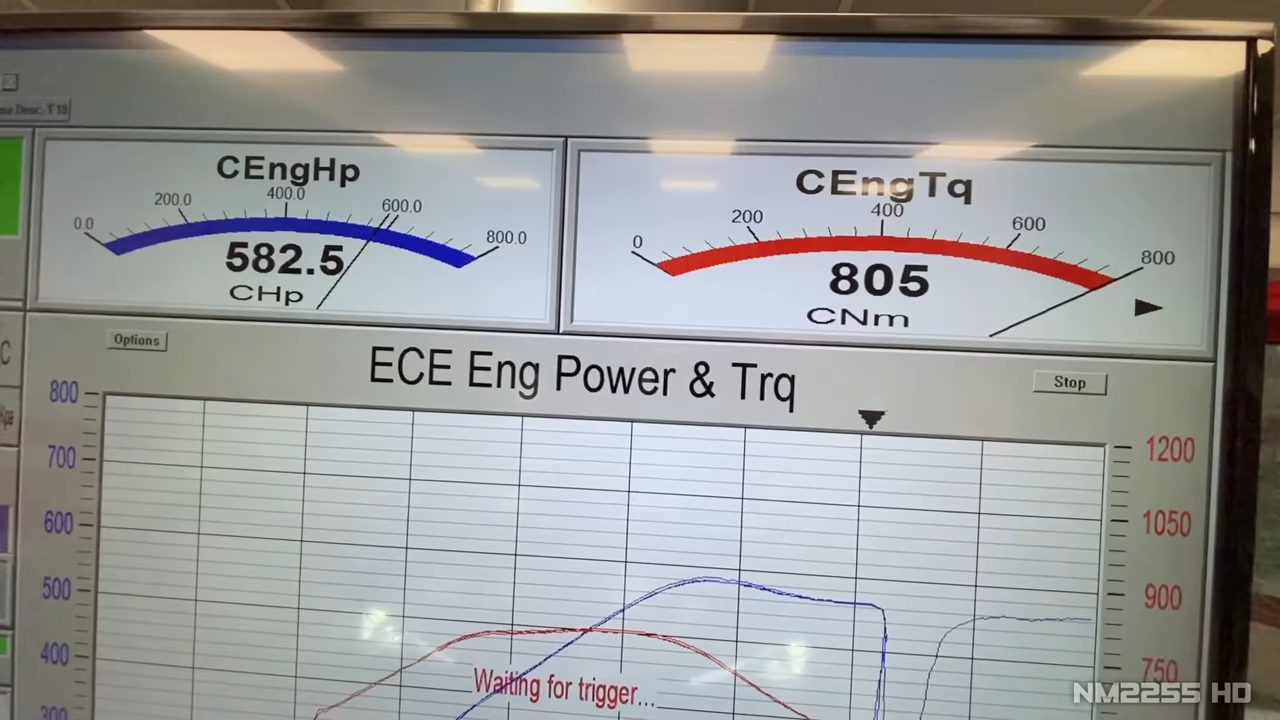 CEngHp
0.0
200.0
400.0
600.0
800.0
582.5
CHp
CEngTq
0
200
400
600
800
805
CNm
Options
ECE Eng Power & Trq
Stop
800
700
600
500
400
300
1200
1050
900
750
Waiting for trigger...
NM2255 HD